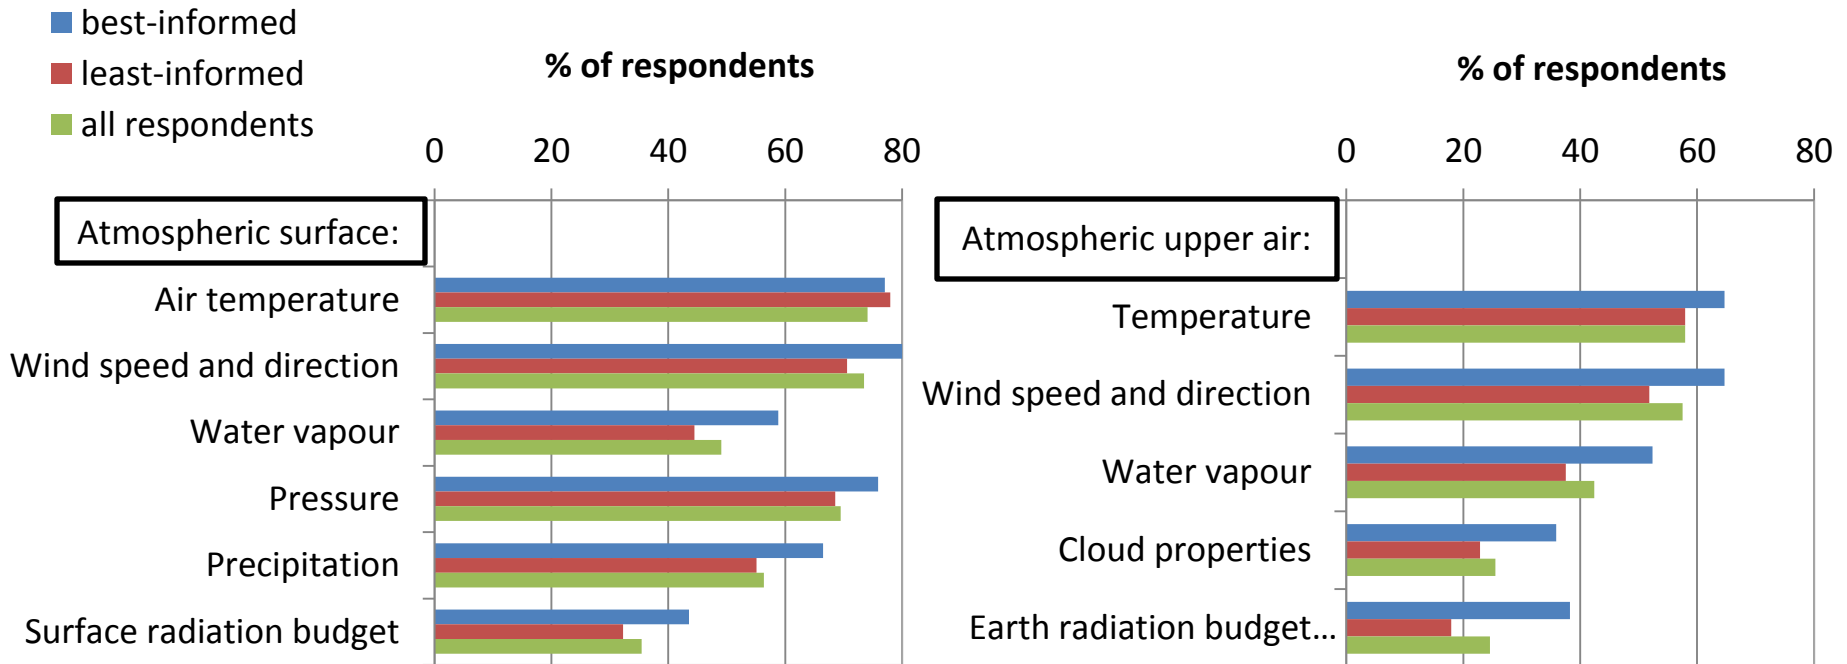 best-informed
least-informed
all respondents
% of respondents
0 20 40 60 80
Atmospheric surface:
Air temperature
Wind speed and direction
Water vapour
Pressure
Precipitation
Surface radiation budget
% of respondents
0 20 40 60 80
Atmospheric upper air:
Temperature
Wind speed and direction
Water vapour
Cloud properties
Earth radiation budget...